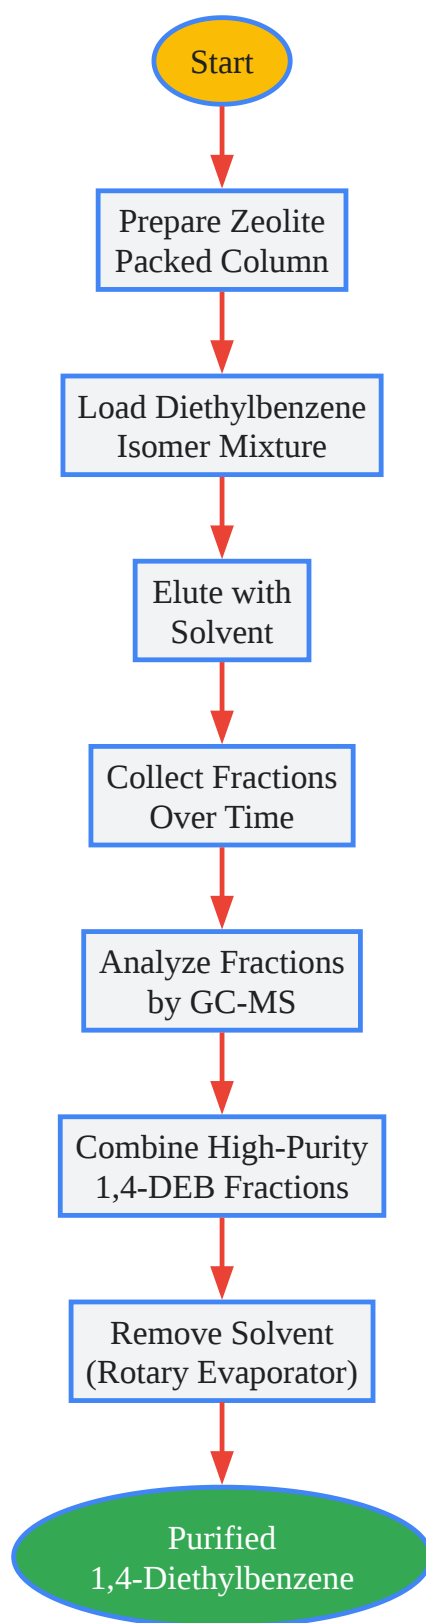 Start
Prepare Zeolite
Packed Column
Load Diethylbenzene
Isomer Mixture
Elute with
Solvent
Collect Fractions
Over Time
Analyze Fractions
by GC-MS
Combine High-Purity
1,4-DEB Fractions
Remove Solvent
(Rotary Evaporator)
Purified
1,4-Diethylbenzene